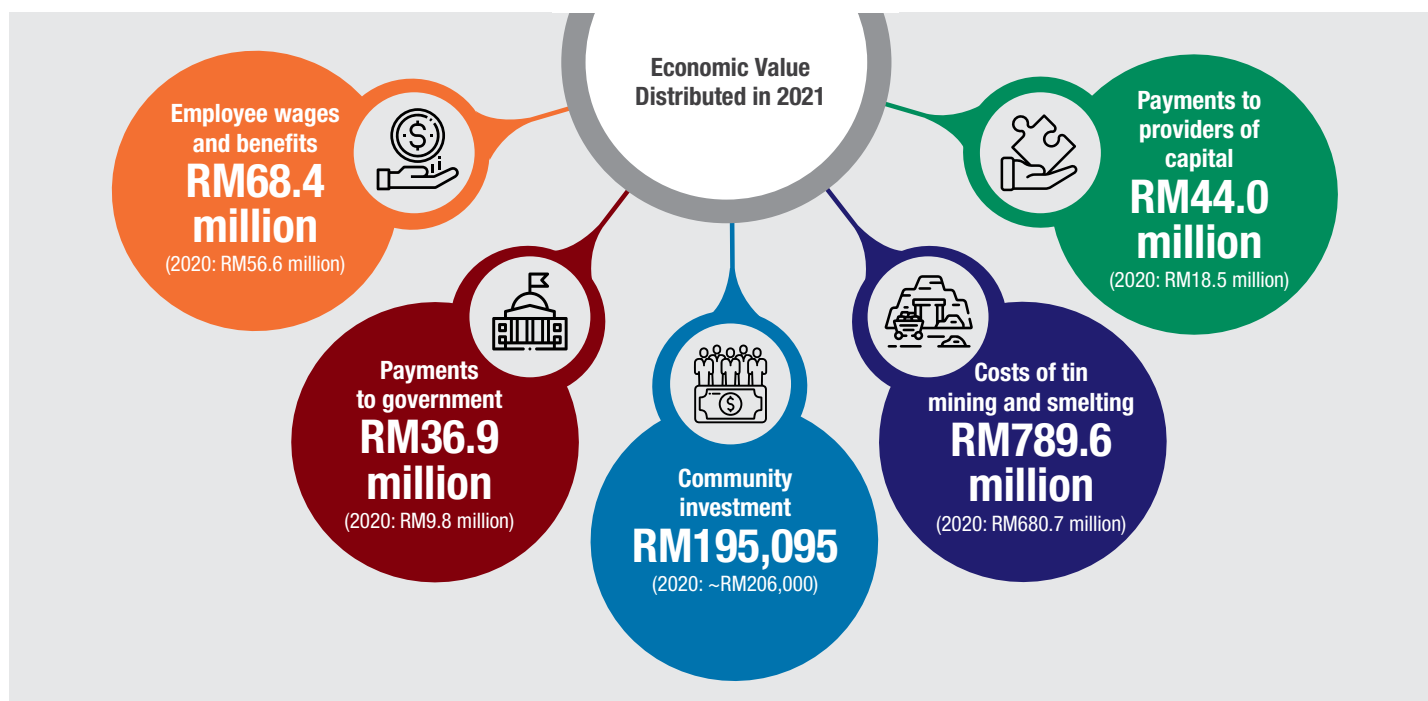 Economic Value
Distributed in 2021
Employee wages
and benefits
RM68.4
million
(2020: RM56.6 million)
Payments
to government
RM36.9
million
(2020: RM9.8 million)
Community
investment
RM195,095
(2020: ~RM206,000)
Costs of tin
mining and smelting
RM789.6
million
(2020: RM680.7 million)
Payments to
providers of
capital
RM44.0
million
(2020: RM18.5 million)